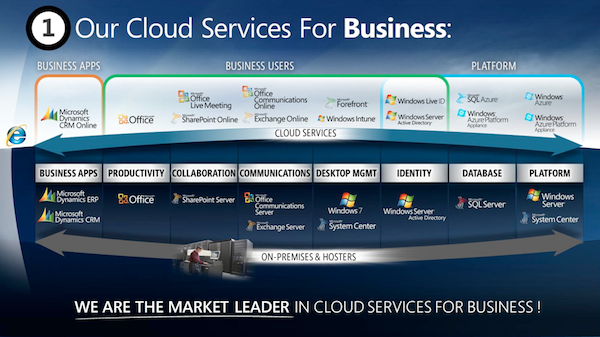 1 Our Cloud Services For Business:
BUSINESS APPS BUSINESS USERS PLATFORM
Microsoft Dynamics CRM Online
Office
Microsoft Office Live Meeting
SharePoint Online
Microsoft Office Communications Online
Exchange Online
Forefront
Windows Intune
Windows Live ID
Windows Server Active Directory
SQL Azure
Windows Azure Platform Appliance
Windows Azure
Windows Azure Platform Appliance
CLOUD SERVICES
BUSINESS APPS PRODUCTIVITY COLLABORATION COMMUNICATIONS DESKTOP MGMT IDENTITY DATABASE PLATFORM
Microsoft Dynamics ERP
Microsoft Dynamics CRM
Office
SharePoint Server
Microsoft Office Communications Server
Exchange Server
Windows 7
System Center
Windows Server Active Directory
SQL Server
Windows Server
System Center
ON-PREMISES & HOSTERS
WE ARE THE MARKET LEADER IN CLOUD SERVICES FOR BUSINESS !